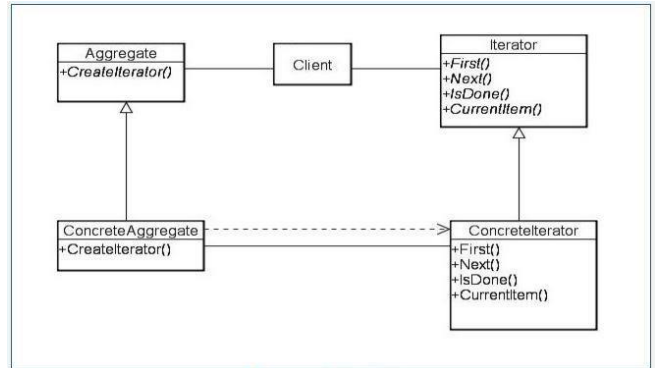 Aggregate
+CreateIterator()
Client
Iterator
+First()
+Next()
+IsDone()
+CurrentItem()
ConcreteAggregate
+CreateIterator()
ConcreteIterator
+First()
+Next()
+IsDone()
+CurrentItem()